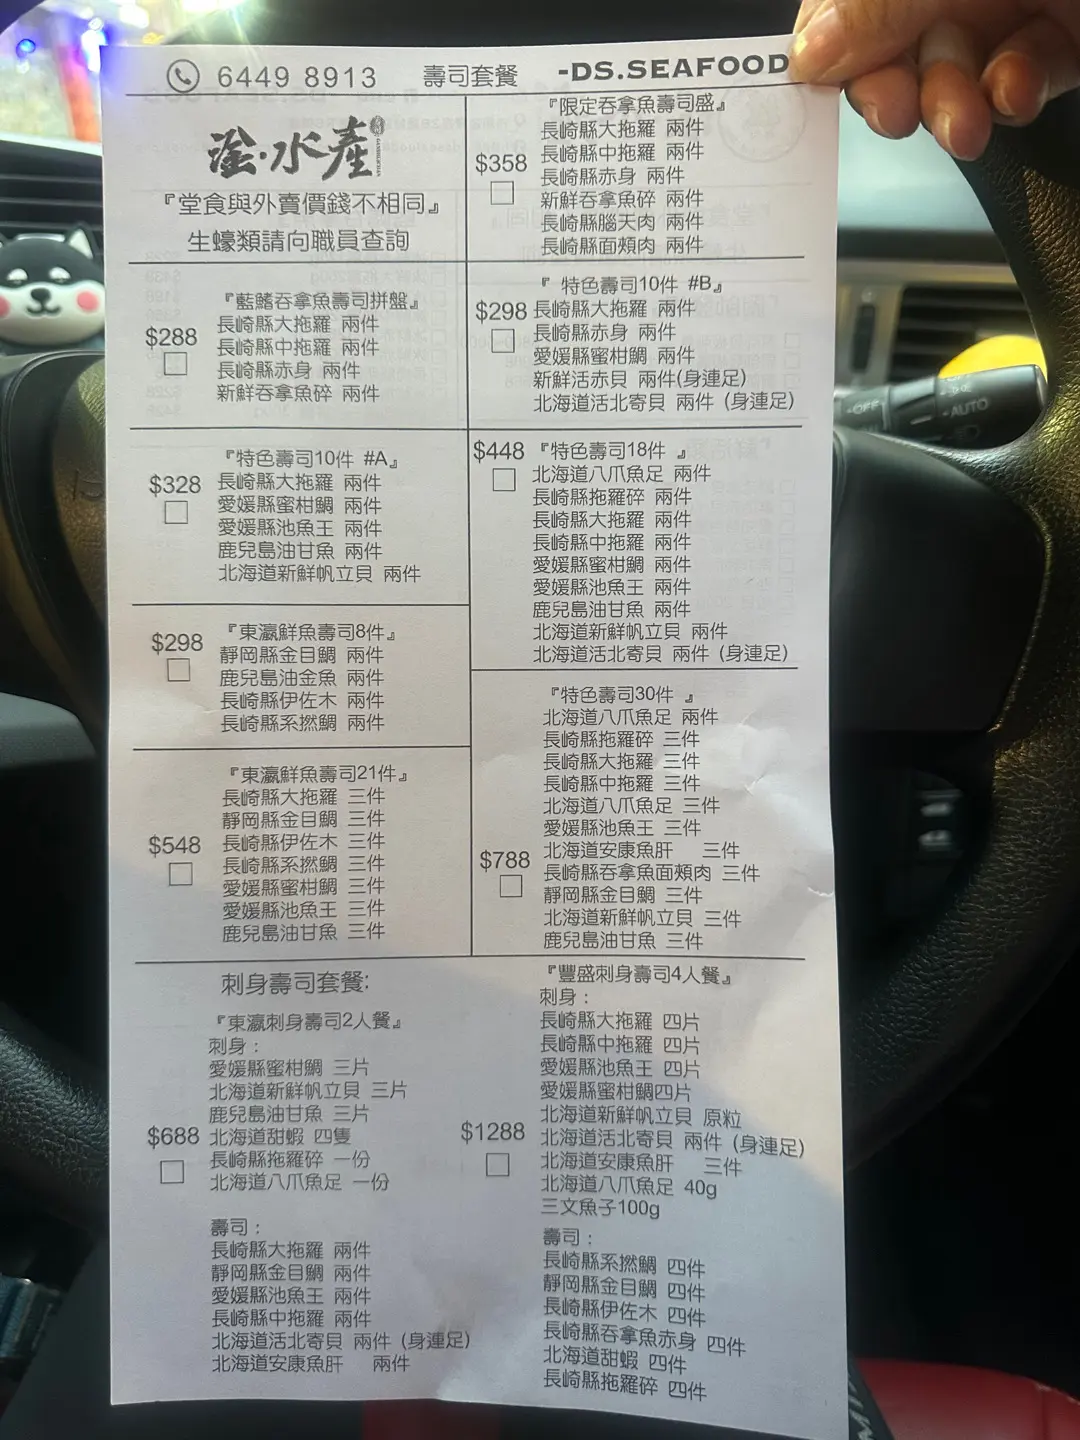 6449 8913 壽司套餐 -DS.SEAFOOD
滏·水產
『堂食與外賣價錢不相同』
生蠔類請向職員查詢
$288
『藍鰭吞拿魚壽司拼盤』
長崎縣大拖羅 兩件
長崎縣中拖羅 兩件
長崎縣赤身 兩件
新鮮吞拿魚碎 兩件
$328
『特色壽司10件 #A』
長崎縣大拖羅 兩件
愛媛縣蜜柑鯛 兩件
愛媛縣池魚王 兩件
鹿兒島油甘魚 兩件
北海道新鮮帆立貝 兩件
$298
『東瀛鮮魚壽司8件』
靜岡縣金目鯛 兩件
鹿兒島油金魚 兩件
長崎縣伊佐木 兩件
長崎縣系撚鯛 兩件
$548
『東瀛鮮魚壽司21件』
長崎縣大拖羅 三件
靜岡縣金目鯛 三件
長崎縣伊佐木 三件
長崎縣系撚鯛 三件
愛媛縣蜜柑鯛 三件
愛媛縣池魚王 三件
鹿兒島油甘魚 三件
$358
『限定吞拿魚壽司盛』
長崎縣大拖羅 兩件
長崎縣中拖羅 兩件
長崎縣赤身 兩件
新鮮吞拿魚碎 兩件
長崎縣腦天肉 兩件
長崎縣面頰肉 兩件
$298
『 特色壽司10件 #B』
長崎縣大拖羅 兩件
長崎縣赤身 兩件
愛媛縣蜜柑鯛 兩件
新鮮活赤貝 兩件(身連足)
北海道活北寄貝 兩件 (身連足)
$448
『特色壽司18件 』
北海道八爪魚足 兩件
長崎縣拖羅碎 兩件
長崎縣大拖羅 兩件
長崎縣中拖羅 兩件
愛媛縣蜜柑鯛 兩件
愛媛縣池魚王 兩件
鹿兒島油甘魚 兩件
北海道新鮮帆立貝 兩件
北海道活北寄貝 兩件 (身連足)
$788
『特色壽司30件 』
北海道八爪魚足 兩件
長崎縣拖羅碎 三件
長崎縣大拖羅 三件
長崎縣中拖羅 三件
北海道八爪魚足 三件
愛媛縣池魚王 三件
北海道安康魚肝 三件
長崎縣吞拿魚面頰肉 三件
靜岡縣金目鯛 三件
北海道新鮮帆立貝 三件
鹿兒島油甘魚 三件
刺身壽司套餐:
$688
『東瀛刺身壽司2人餐』
刺身：
愛媛縣蜜柑鯛 三片
北海道新鮮帆立貝 三片
鹿兒島油甘魚 三片
北海道甜蝦 四隻
長崎縣拖羅碎 一份
北海道八爪魚足 一份
壽司：
長崎縣大拖羅 兩件
靜岡縣金目鯛 兩件
愛媛縣池魚王 兩件
長崎縣中拖羅 兩件
北海道活北寄貝 兩件 (身連足)
北海道安康魚肝 兩件
$1288
『豐盛刺身壽司4人餐』
刺身：
長崎縣大拖羅 四片
長崎縣中拖羅 四片
愛媛縣池魚王 四片
愛媛縣蜜柑鯛四片
北海道新鮮帆立貝 原粒
北海道活北寄貝 兩件 (身連足)
北海道安康魚肝 三件
北海道八爪魚足 40g
三文魚子100g
壽司：
長崎縣系撚鯛 四件
靜岡縣金目鯛 四件
長崎縣伊佐木 四件
長崎縣吞拿魚赤身 四件
北海道甜蝦 四件
長崎縣拖羅碎 四件
OFF
AUTO